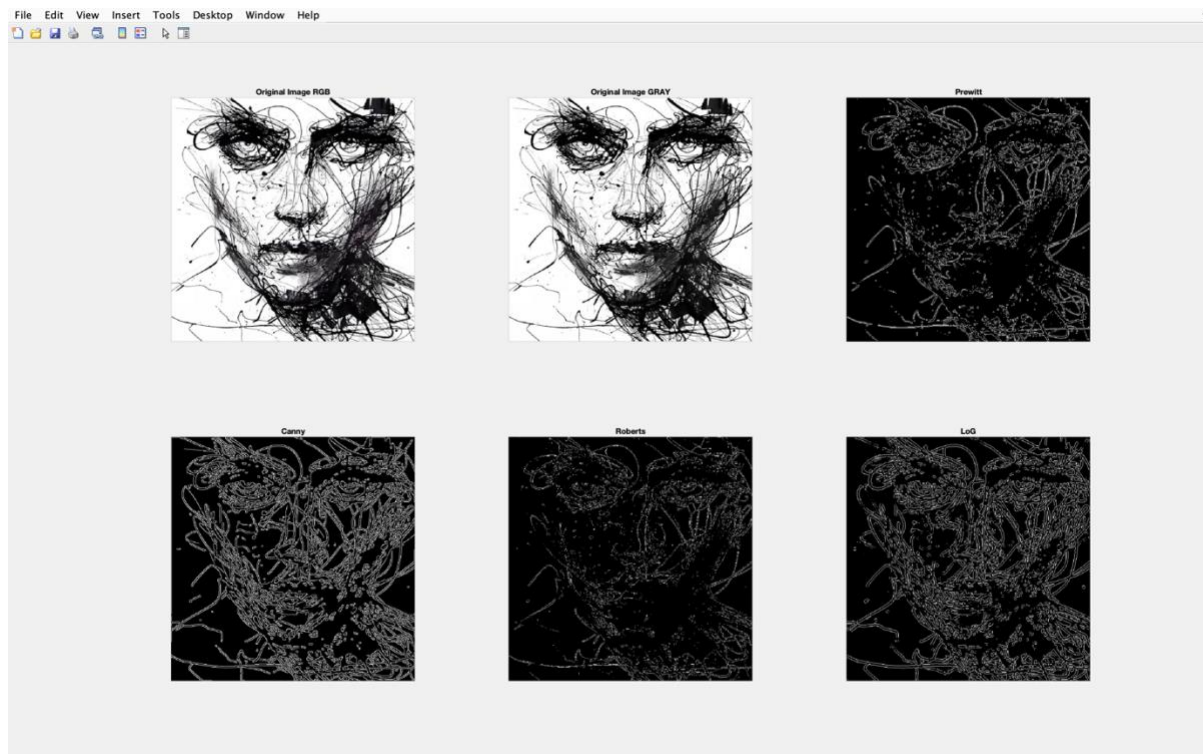 File Edit View Insert Tools Desktop Window Help
Original Image RGB
Original Image GRAY
Prewitt
Canny
Roberts
LoG